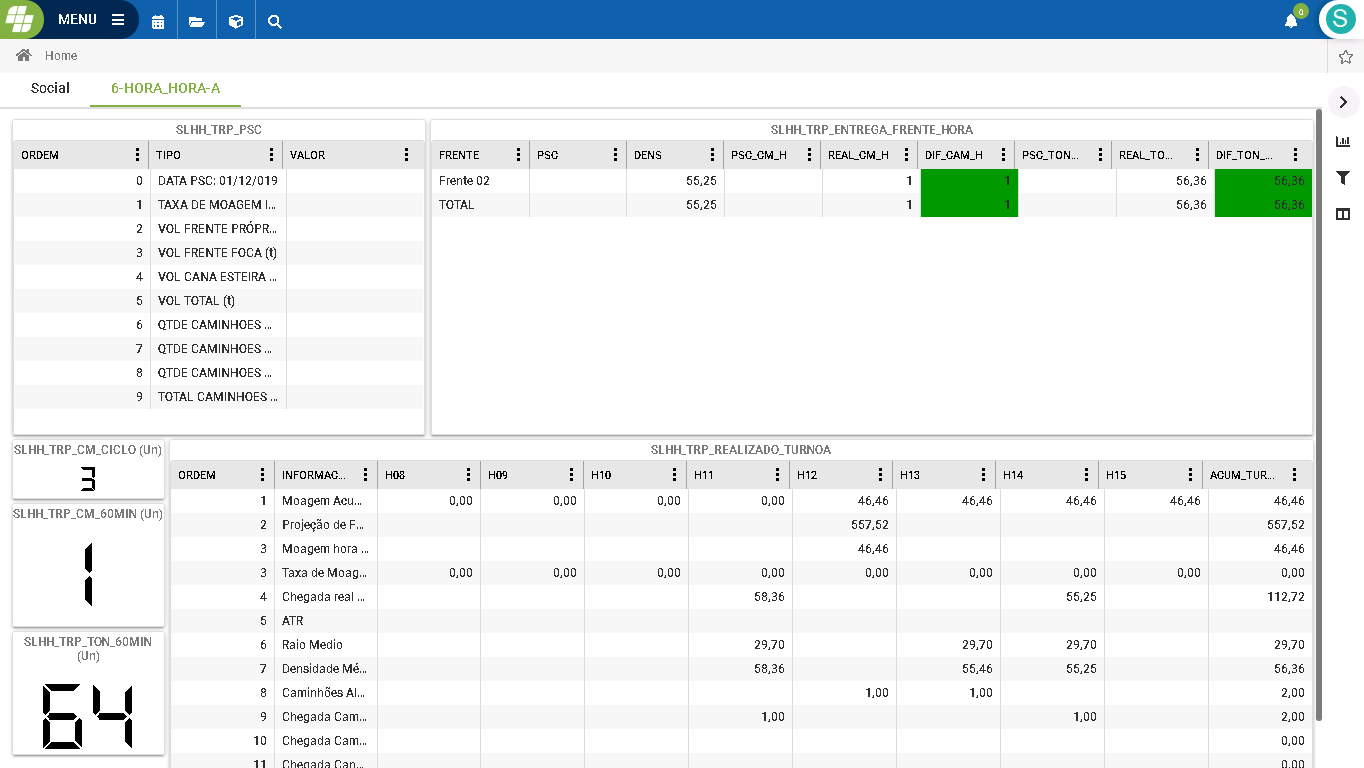 MENU
0
S
Home
Social 6-HORA_HORA-A
SLHH_TRP_PSC
ORDEM TIPO VALOR
0 DATA PSC: 01/12/019
1 TAXA DE MOAGEM I...
2 VOL FRENTE PRÓPR...
3 VOL FRENTE FOCA (t)
4 VOL CANA ESTEIRA ...
5 VOL TOTAL (t)
6 QTDE CAMINHOES ...
7 QTDE CAMINHOES ...
8 QTDE CAMINHOES ...
9 TOTAL CAMINHOES ...
SLHH_TRP_ENTREGA_FRENTE_HORA
FRENTE PSC DENS PSC_CM_H REAL_CM_H DIF_CAM_H PSC_TON... REAL_TO... DIF_TON_...
Frente 02 55,25 1 1 56,36 56,36
TOTAL 55,25 1 1 56,36 56,36
SLHH_TRP_CM_CICLO (Un)
3
SLHH_TRP_CM_60MIN (Un)
1
SLHH_TRP_TON_60MIN
(Un)
64
SLHH_TRP_REALIZADO_TURNOA
ORDEM INFORMAC... H08 H09 H10 H11 H12 H13 H14 H15 ACUM_TUR...
1 Moagem Acu... 0,00 0,00 0,00 0,00 46,46 46,46 46,46 46,46 46,46
2 Projeção de F... 557,52 557,52
3 Moagem hora ... 46,46 46,46
3 Taxa de Moag... 0,00 0,00 0,00 0,00 0,00 0,00 0,00 0,00 0,00
4 Chegada real ... 58,36 55,25 112,72
5 ATR
6 Raio Medio 29,70 29,70 29,70 29,70
7 Densidade Mé... 58,36 55,46 55,25 56,36
8 Caminhões Al... 1,00 1,00 2,00
9 Chegada Cam... 1,00 1,00 2,00
10 Chegada Cam... 0,00
11 Chegada Can... 0,00